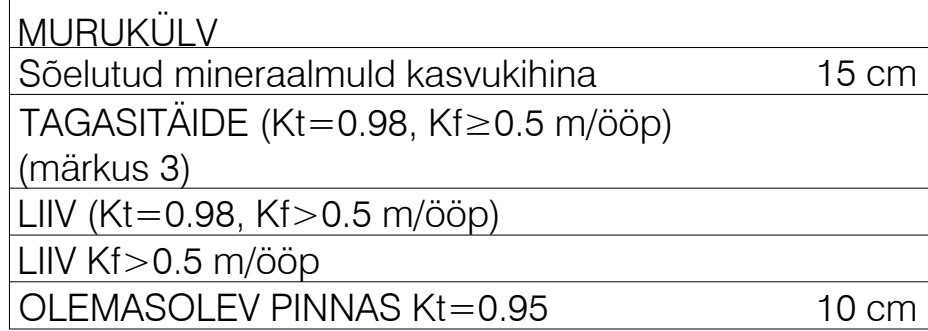 MURUKÜLV
Sõelutud mineraalmuld kasvukihina 15 cm
TAGASITÄIDE (Kt=0.98, Kf≥0.5 m/ööp)
(märkus 3)
LIIV (Kt=0.98, Kf>0.5 m/ööp)
LIIV Kf>0.5 m/ööp
OLEMASOLEV PINNAS Kt=0.95 10 cm